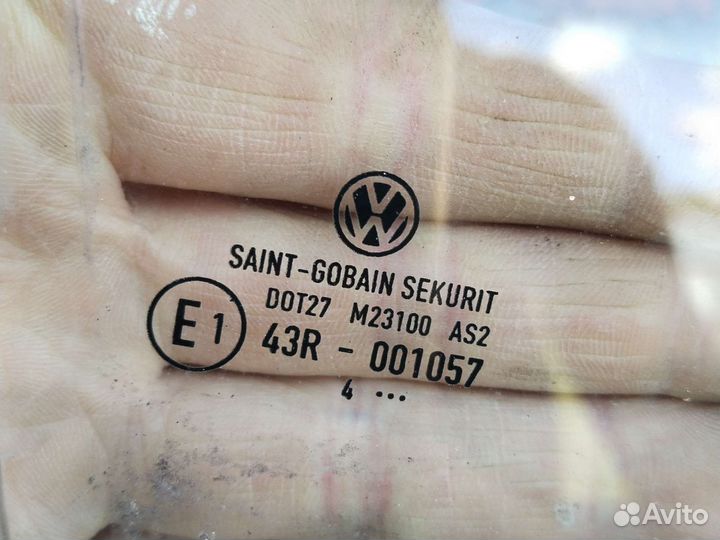 SAINT-GOBAIN SEKURIT
DOT27 M23100 AS2
E1 43R - 001057
4 ...
Avito